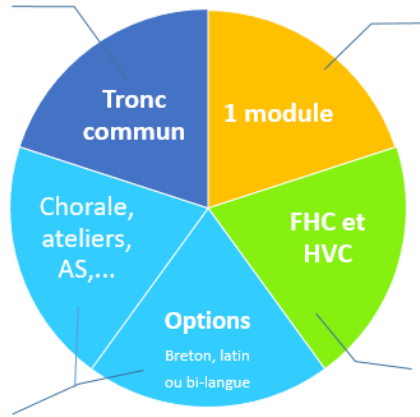 Tronc
commun
1 module
Chorale,
ateliers,
AS,...
FHC et
HVC
Options
Breton, latin
ou bi-langue